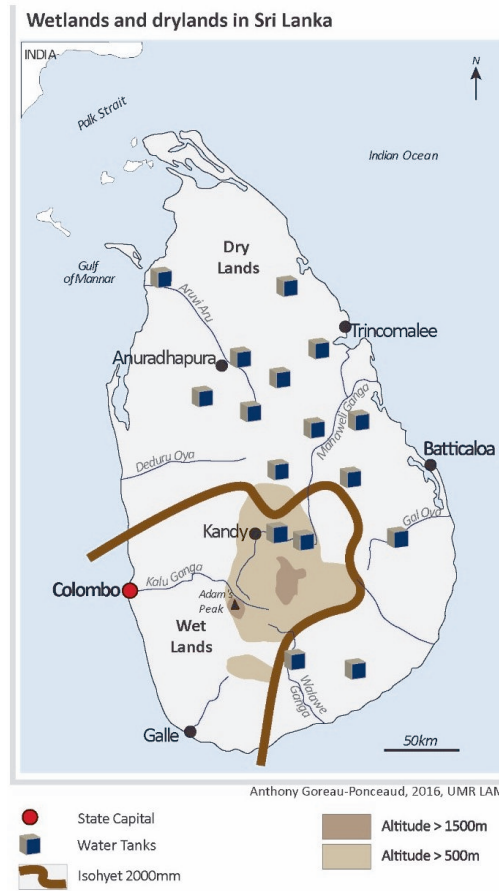 Wetlands and drylands in Sri Lanka
INDIA
N
Palk Strait
Indian Ocean
Dry
Lands
Gulf
of Mannar
Aruvi Aru
Trincomalee
Anuradhapura
Manaweli Ganga
Batticaloa
Deduru Oya
Gal Oya
Kandy
Colombo
Kalu Ganga
Adam's
Peak
Wet
Lands
Walawe
Ganga
Galle
50km
Anthony Goreau-Ponceaud, 2016, UMR LAM
State Capital
Altitude > 1500m
Water Tanks
Altitude > 500m
Isohyet 2000mm